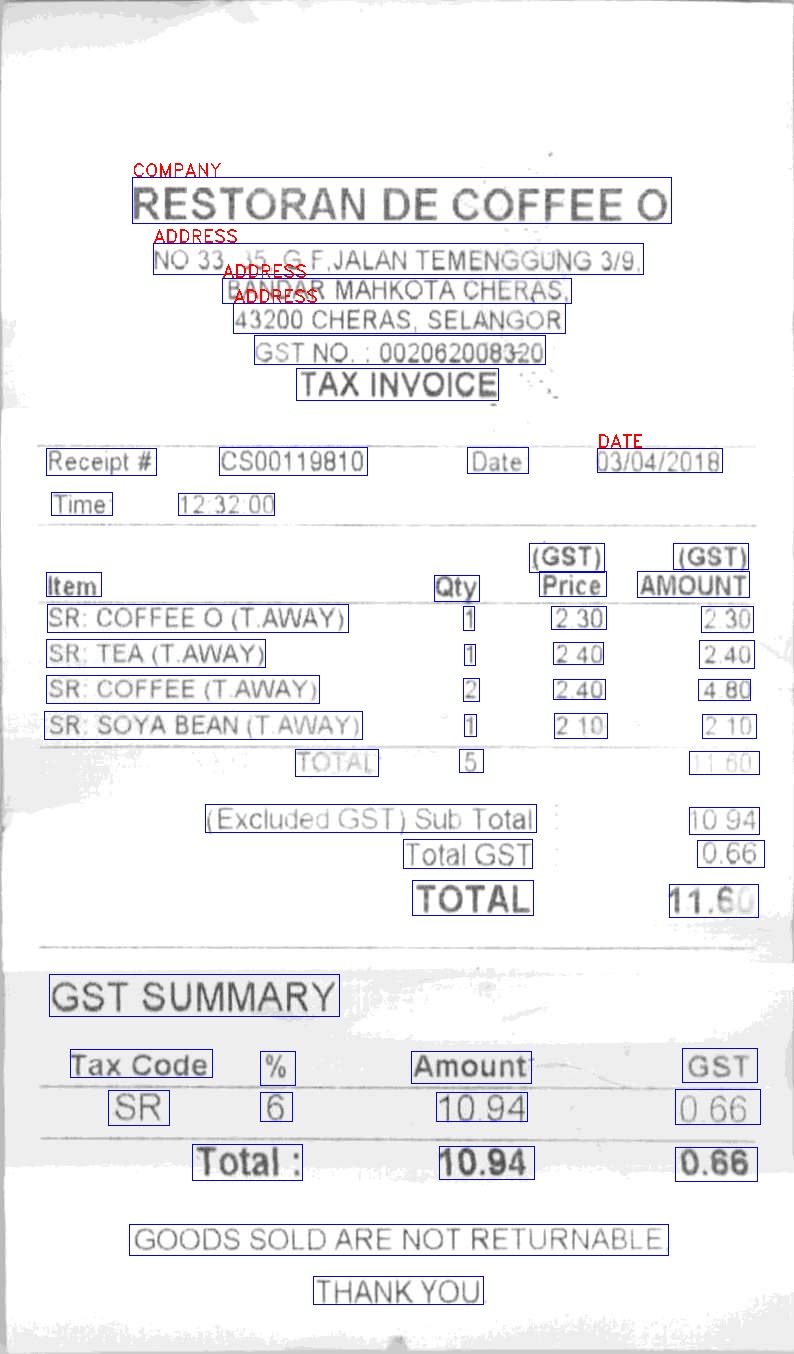 COMPANY
RESTORAN DE COFFEE O
ADDRESS
NO 33, 35, G.F,JALAN TEMENGGUNG 3/9,
ADDRESS
BANDAR MAHKOTA CHERAS,
ADDRESS
43200 CHERAS, SELANGOR
GST NO. : 002062008320
TAX INVOICE
DATE
Receipt # CS00119810 Date 03/04/2018
Time: 12:32:00
(GST) (GST)
Item Qty Price AMOUNT
SR: COFFEE O (T.AWAY) 1 2.30 2.30
SR: TEA (T.AWAY) 1 2.40 2.40
SR: COFFEE (T.AWAY) 2 2.40 4.80
SR: SOYA BEAN (T.AWAY) 1 2.10 2.10
TOTAL 5 11.60
(Excluded GST) Sub Total : 10.94
Total GST : 0.66
TOTAL 11.60
GST SUMMARY
Tax Code % Amount GST
SR 6 10.94 0.66
Total : 10.94 0.66
GOODS SOLD ARE NOT RETURNABLE,
THANK YOU